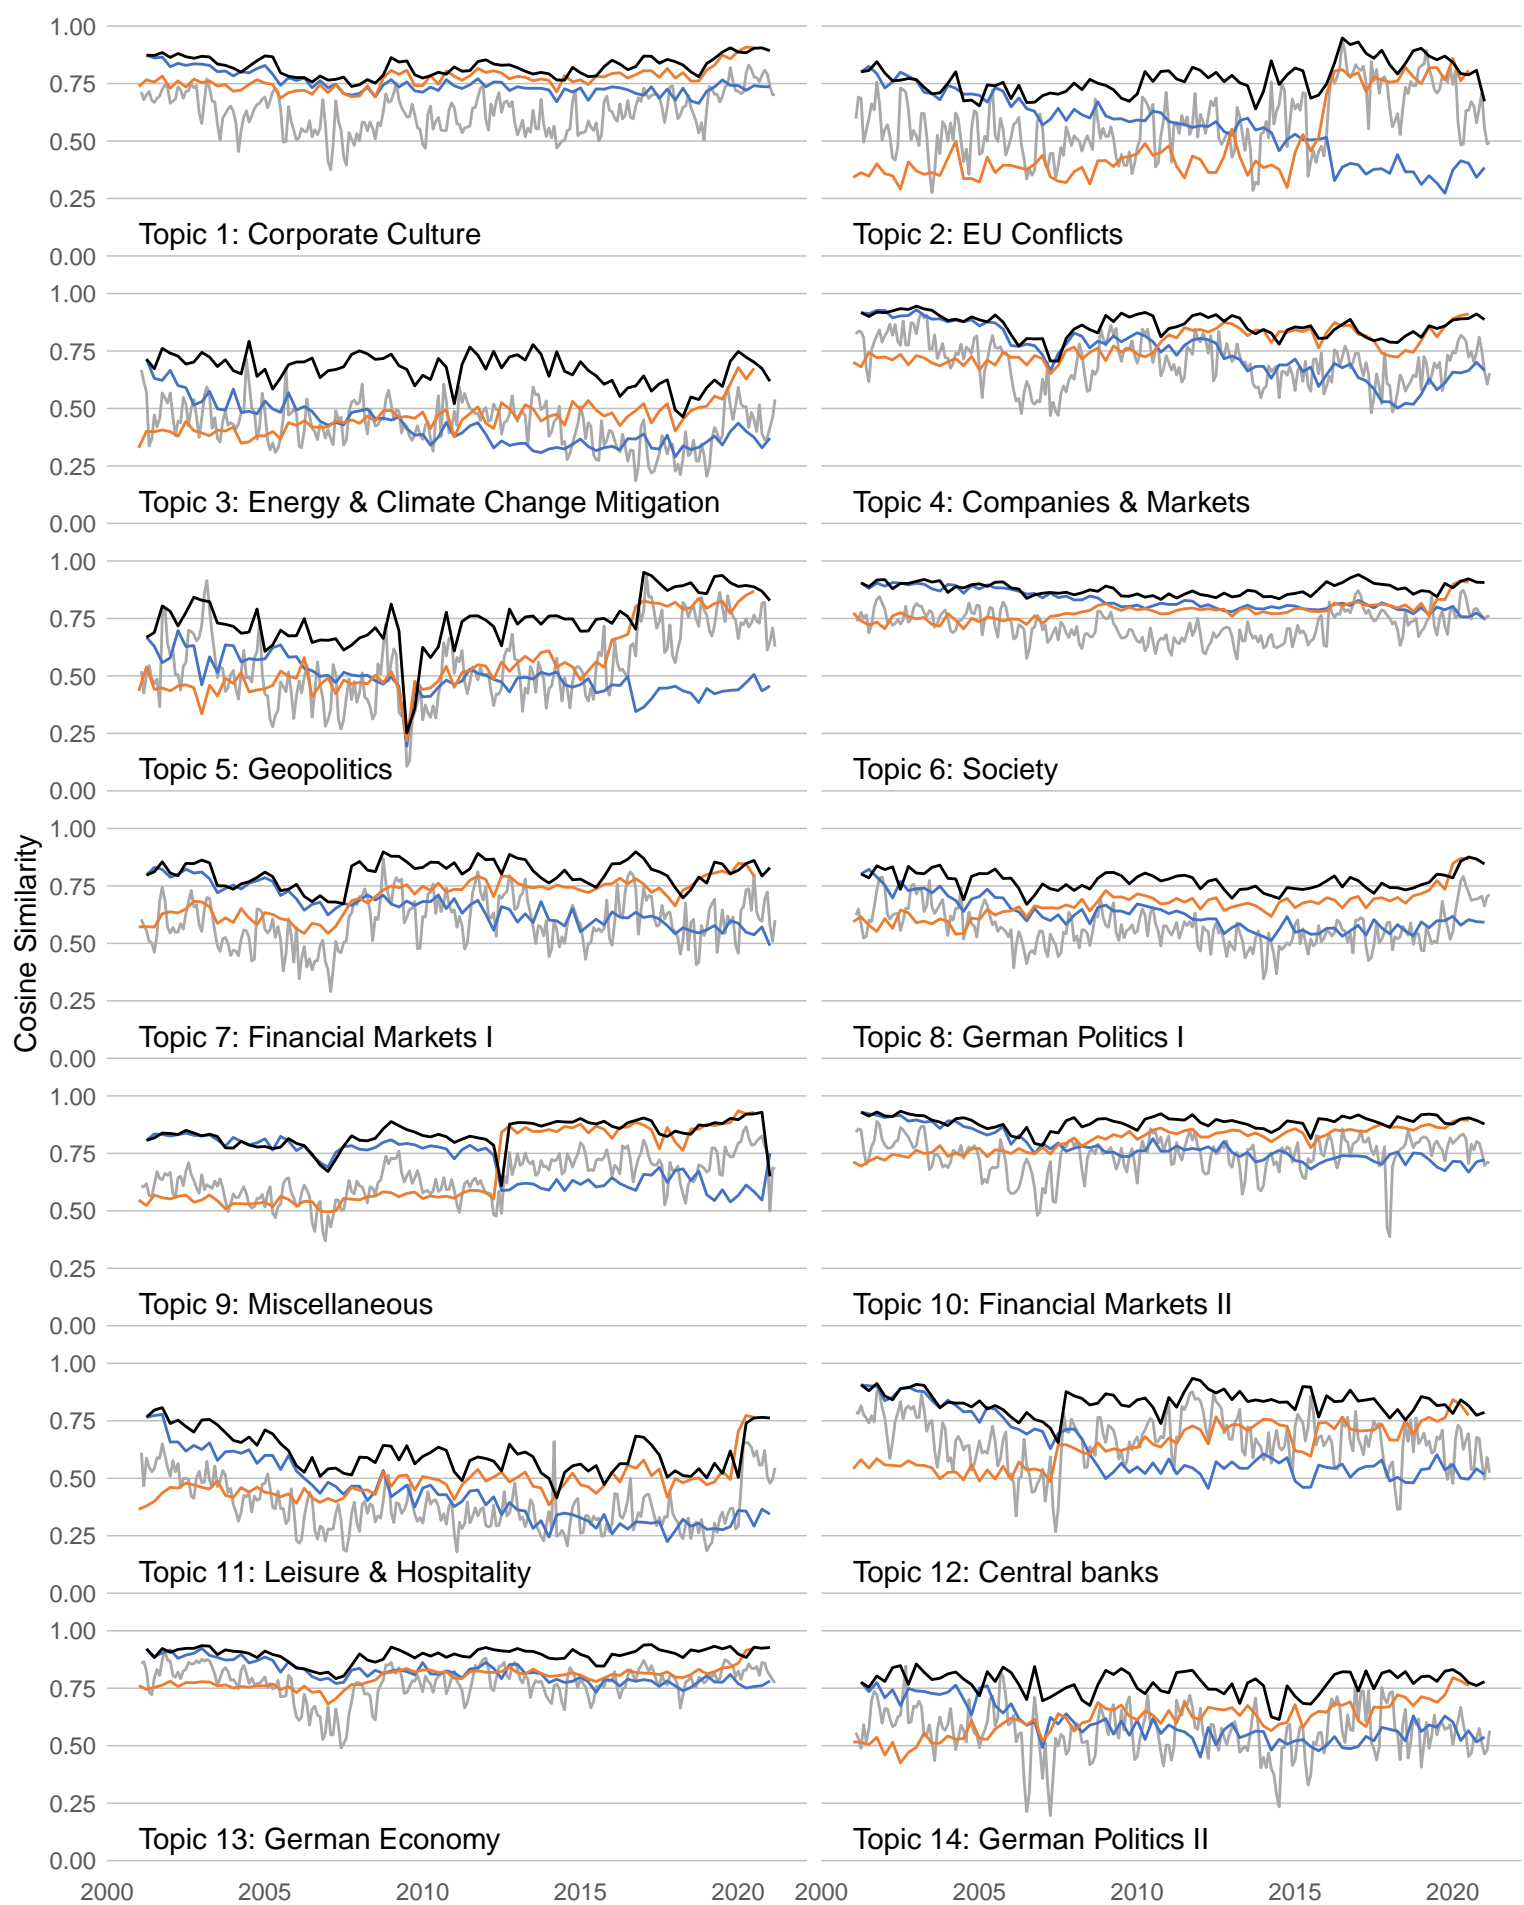 1.00
0.75
0.50
0.25
Topic 1: Corporate Culture
Topic 2: EU Conflicts
0.00
1.00
0.75
0.50
0.25
Topic 3: Energy & Climate Change Mitigation
Topic 4: Companies & Markets
0.00
1.00
0.75
0.50
0.25
Topic 5: Geopolitics
Topic 6: Society
0.00
Cosine Similarity
1.00
0.75
0.50
0.25
Topic 7: Financial Markets I
Topic 8: German Politics I
0.00
1.00
0.75
0.50
0.25
Topic 9: Miscellaneous
Topic 10: Financial Markets II
0.00
1.00
0.75
0.50
0.25
Topic 11: Leisure & Hospitality
Topic 12: Central banks
0.00
1.00
0.75
0.50
0.25
Topic 13: German Economy
Topic 14: German Politics II
0.00
2000 2005 2010 2015 2020 2000 2005 2010 2015 2020